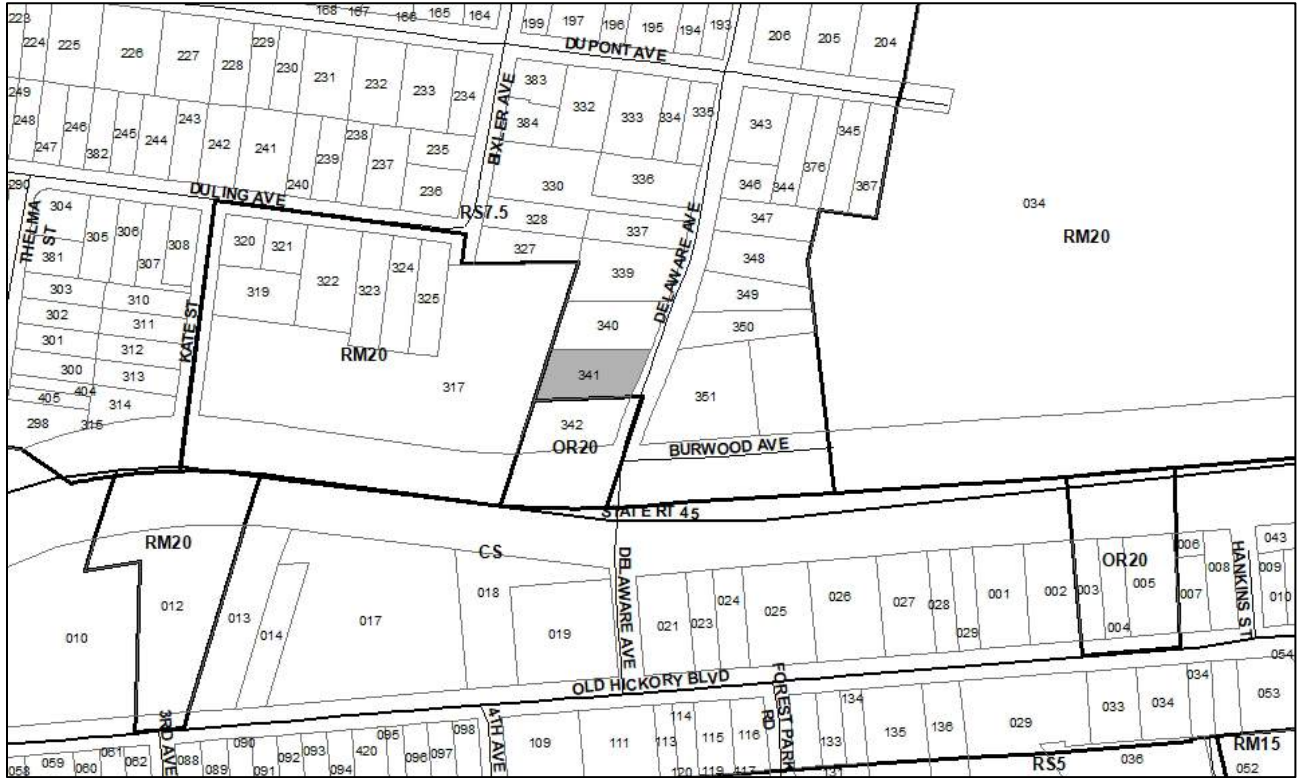 168 167 166 165 164
199 197 196 195 194 193
206 205 204
223
224 225 226 227 228 229 230 231 232 233 234
DUPONT AVE
383 332 333 334 335
384
BIXLER AVE
249
248 247 246 382 245 244 243 242 241 240 239 238 237 235
236
343 376 345
346 344 367
330 336
290
DULING AVE
RS7.5
THELMA ST
304 305 306 307 308
381
328 337
327
347
034
RM20
320 321 322 323 324 325
319
339
DELAWARE AVE
348
303 310
302 311
301 312
300 313
404
405 314
298 315
KATE ST
349
340
350
RM20
317
341
351
342
OR20
BURWOOD AVE
STATE RT 45
RM20
CS
012
010
013 014 017 018 019
DELAWARE AVE
021 023 024 025 026 027 028 029 001 002 003 004 005
OR20
006 007 008
HANKINS ST
043
009 010
OLD HICKORY BLVD
054
3RD AVE
4TH AVE
FOREST PARK RD
058 059 060 061 062
088 089 090 091 092 093 094 420 095 096 097 098
109 111 113 114 115 116
120 119 117
134
133 135 136 029 033 034 034 053
131
RS5
036
RM15
052